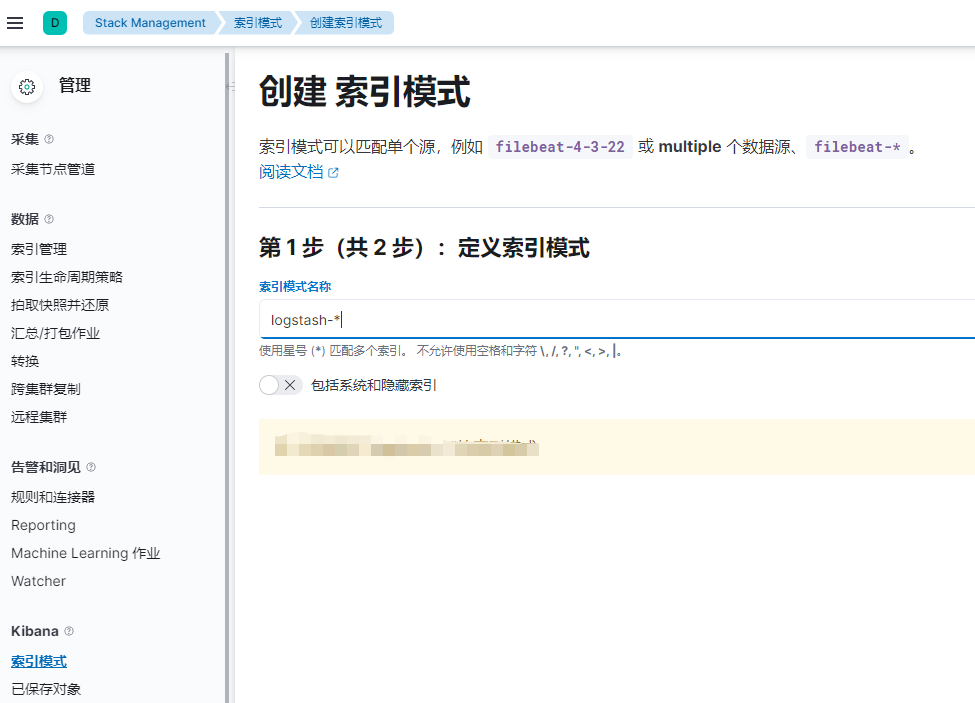 D Stack Management 索引模式 创建索引模式
管理
采集
采集节点管道
数据
索引管理
索引生命周期策略
拍取快照并还原
汇总/打包作业
转换
跨集群复制
远程集群
告警和洞见
规则和连接器
Reporting
Machine Learning 作业
Watcher
Kibana
索引模式
已保存对象
创建 索引模式
索引模式可以匹配单个源，例如 filebeat-4-3-22 或 multiple 个数据源、 filebeat-* 。
阅读文档
第 1 步（共 2 步）：定义索引模式
索引模式名称
logstash-*
使用星号 (*) 匹配多个索引。 不允许使用空格和字符 \, /, ?, ", <, >, |。
包括系统和隐藏索引